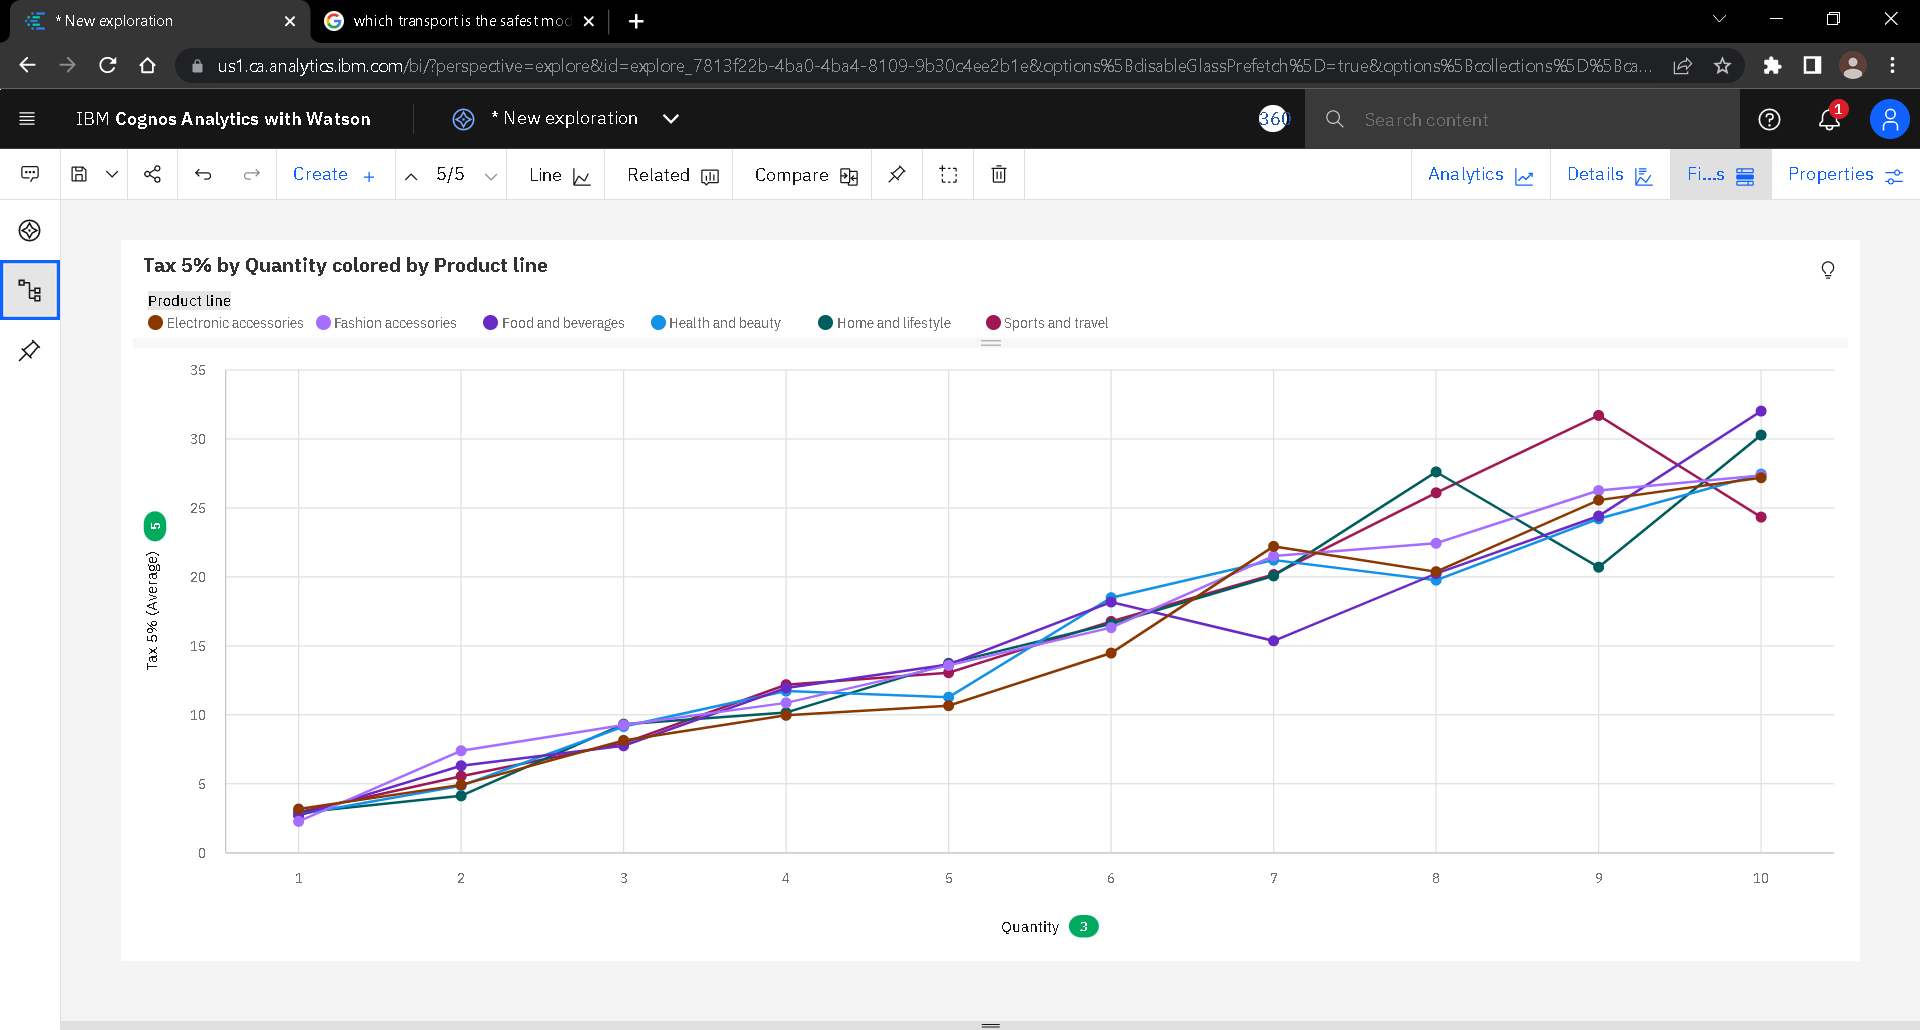 * New exploration
which transport is the safest mod
us1.ca.analytics.ibm.com/bi/?perspective=explore&id=explore_7813f22b-4ba0-4ba4-8109-9b30c4ee2b1e&options%5BdisableGlassPrefetch%5D=true&options%5Bcollections%5D%5Bca...
IBM Cognos Analytics with Watson
* New exploration
360
Search content
1
Create +
5/5
Line
Related
Compare
Analytics
Details
Fi...s
Properties
Tax 5% by Quantity colored by Product line
Product line
Electronic accessories
Fashion accessories
Food and beverages
Health and beauty
Home and lifestyle
Sports and travel
35
30
25
20
15
10
5
0
5
Tax 5% (Average)
1
2
3
4
5
6
7
8
9
10
Quantity 3